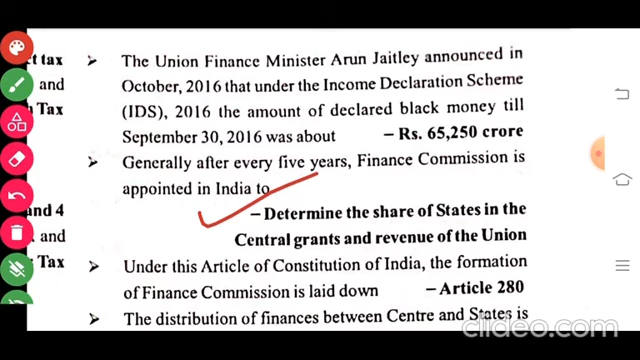 ct tax
The Union Finance Minister Arun Jaitley announced in
and
October, 2016 that under the Income Declaration Scheme
h Tax
(IDS), 2016 the amount of declared black money till
September 30, 2016 was about – Rs. 65,250 crore
Generally after every five years, Finance Commission is
appointed in India to
and 4
– Determine the share of States in the
and
Central grants and revenue of the Union
Tax
Under this Article of Constitution of India, the formation
of Finance Commission is laid down – Article 280
The distribution of finances between Centre and States is
clideo.com